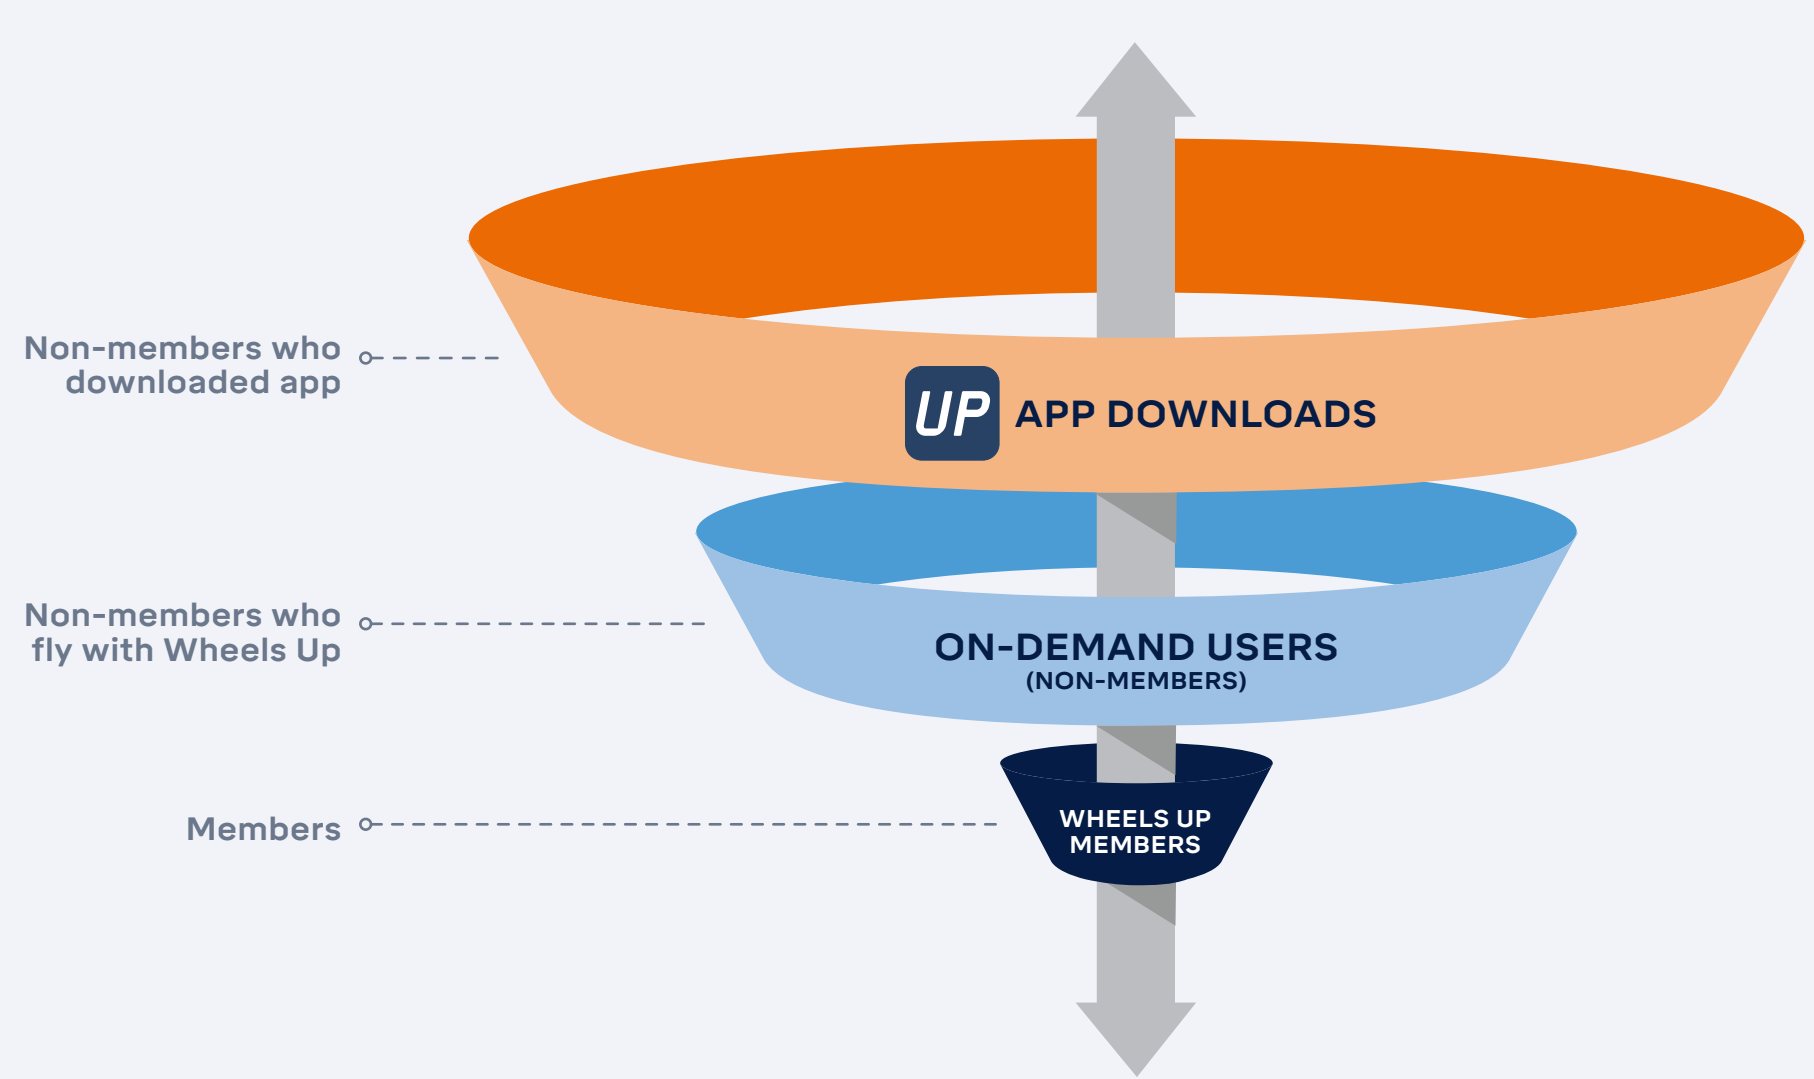 Non-members who
downloaded app
UP APP DOWNLOADS
Non-members who
fly with Wheels Up
ON-DEMAND USERS
(NON-MEMBERS)
Members
WHEELS UP
MEMBERS